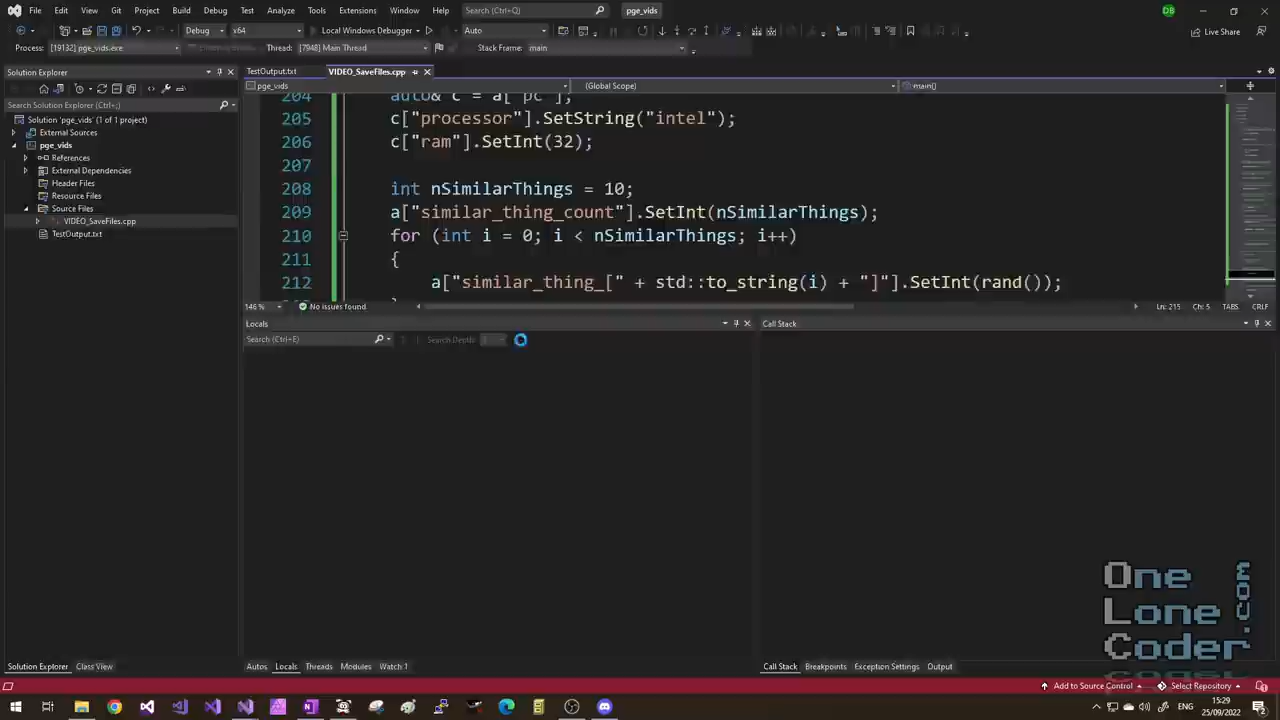 File Edit View Git Project Build Debug Test Analyze Tools Extensions Window Help Search (Ctrl+Q) pge_vids DB
Debug x64 Local Windows Debugger Auto Live Share
Process: [19132] pge_vids.exe Thread: [7948] Main Thread Stack Frame: main
Solution Explorer TestOutput.txt VIDEO_SaveFiles.cpp
pge_vids (Global Scope) main()
Search Solution Explorer (Ctrl+;)
Solution 'pge_vids' (1 of 1 project)
External Sources
pge_vids
References
External Dependencies
Header Files
Resource Files
Source Files
VIDEO_SaveFiles.cpp
TestOutput.txt
204 auto& c = a["pc"];
205 c["processor"].SetString("intel");
206 c["ram"].SetInt(32);
207
208 int nSimilarThings = 10;
209 a["similar_thing_count"].SetInt(nSimilarThings);
210 for (int i = 0; i < nSimilarThings; i++)
211 {
212 a["similar_thing_[" + std::to_string(i) + "]"].SetInt(rand());
146 % No issues found Ln: 215 Ch: 5 TABS CRLF
Locals Call Stack
Search (Ctrl+E) Search Depth:
One
Lone
Coder
.com
Solution Explorer Class View Autos Locals Threads Modules Watch 1 Call Stack Breakpoints Exception Settings Output
Add to Source Control Select Repository
ENG 15:29
25/09/2022